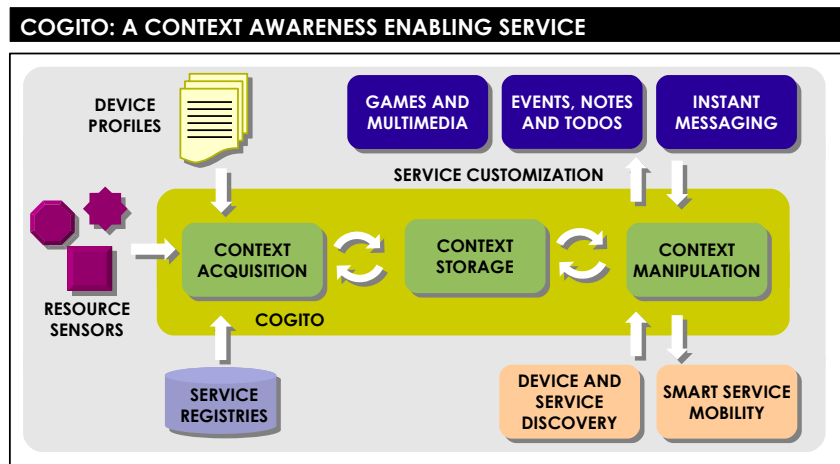 COGITO: A CONTEXT AWARENESS ENABLING SERVICE
DEVICE
PROFILES
GAMES AND
MULTIMEDIA
EVENTS, NOTES
AND TODOS
INSTANT
MESSAGING
SERVICE CUSTOMIZATION
CONTEXT
ACQUISITION
CONTEXT
STORAGE
CONTEXT
MANIPULATION
RESOURCE
SENSORS
COGITO
SERVICE
REGISTRIES
DEVICE AND
SERVICE
DISCOVERY
SMART SERVICE
MOBILITY